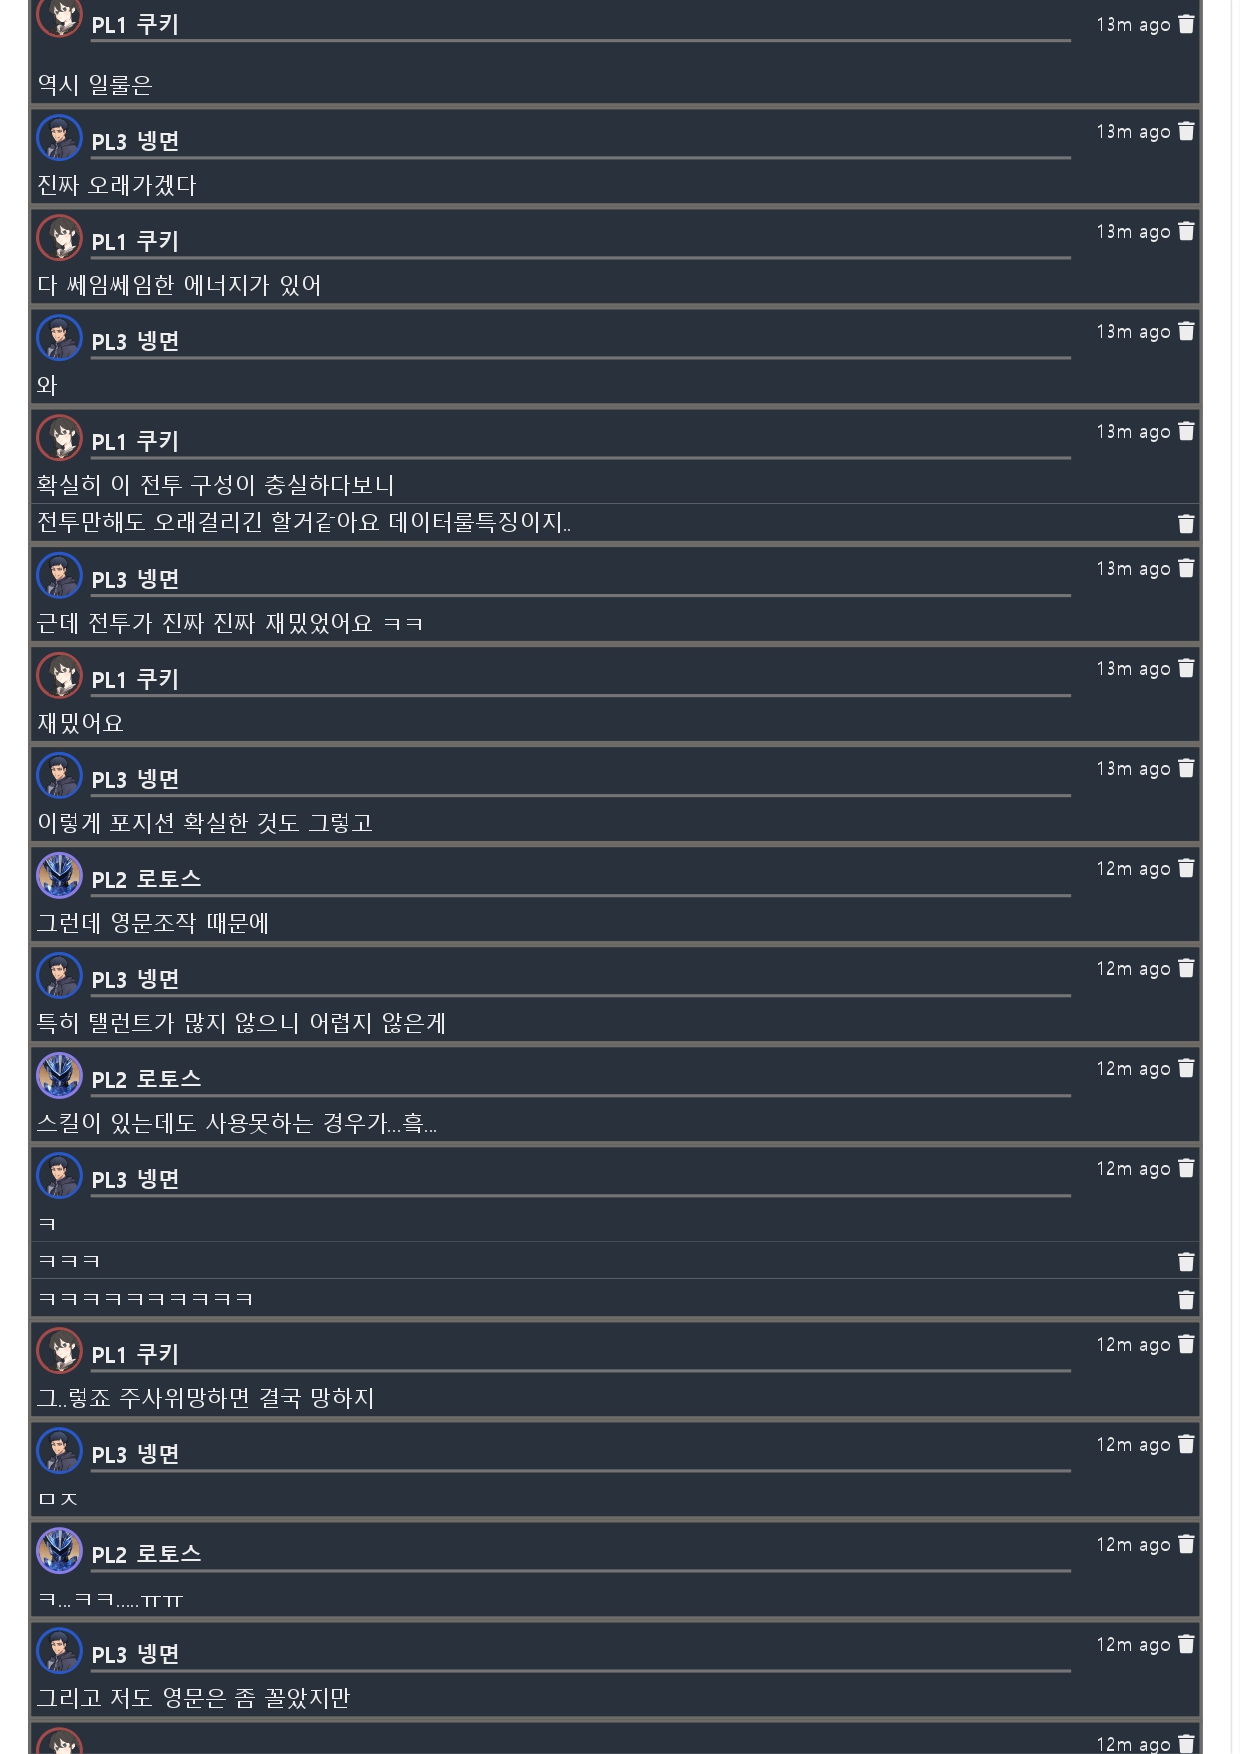 PL1 쿠키
13m ago
역시 일룰은
PL3 넹면
13m ago
진짜 오래가겠다
PL1 쿠키
13m ago
다 쎄임쎄임한 에너지가 있어
PL3 넹면
13m ago
와
PL1 쿠키
13m ago
확실히 이 전투 구성이 충실하다보니
전투만해도 오래걸리긴 할거같아요 데이터룰특징이지..
PL3 넹면
13m ago
근데 전투가 진짜 진짜 재밌었어요 ㅋㅋ
PL1 쿠키
13m ago
재밌어요
PL3 넹면
13m ago
이렇게 포지션 확실한 것도 그렇고
PL2 로토스
12m ago
그런데 영문조작 때문에
PL3 넹면
12m ago
특히 탤런트가 많지 않으니 어렵지 않은게
PL2 로토스
12m ago
스킬이 있는데도 사용못하는 경우가...흑...
PL3 넹면
12m ago
ㅋ
ㅋㅋㅋ
ㅋㅋㅋㅋㅋㅋㅋㅋㅋㅋ
PL1 쿠키
12m ago
그..렇죠 주사위망하면 결국 망하지
PL3 넹면
12m ago
ㅁㅈ
PL2 로토스
12m ago
ㅋ...ㅋㅋ.....ㅠㅠ
PL3 넹면
12m ago
그리고 저도 영문은 좀 꼴았지만
12m ago